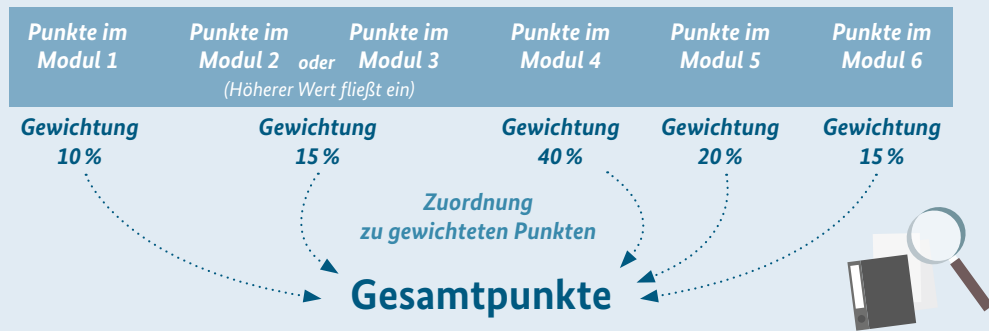 Punkte im Punkte im Punkte im Punkte im Punkte im Punkte im
Modul 1 Modul 2 oder Modul 3 Modul 4 Modul 5 Modul 6
(Höherer Wert fließt ein)
Gewichtung Gewichtung Gewichtung Gewichtung Gewichtung
10 % 15 % 40 % 20 % 15 %
Zuordnung
zu gewichteten Punkten
Gesamtpunkte